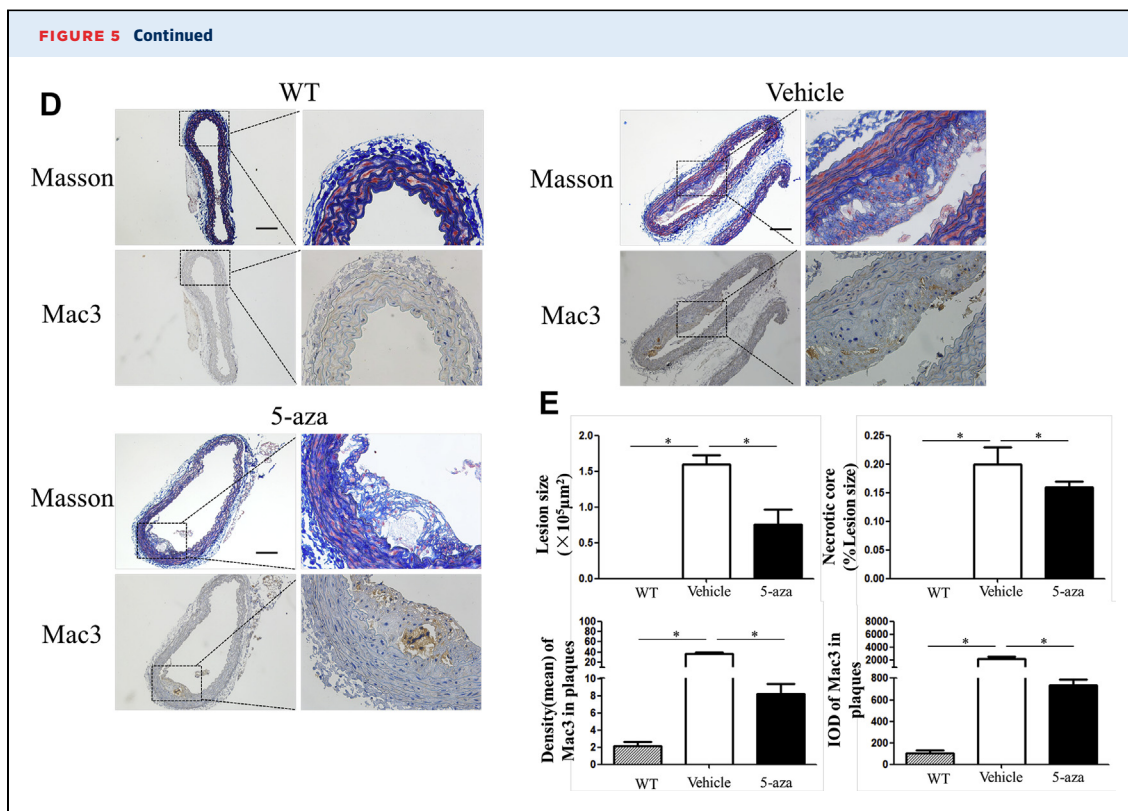 FIGURE 5 Continued
D
WT
Masson
Mac3
Vehicle
Masson
Mac3
5-aza
Masson
Mac3
E
Lesion size
(×10⁵μm²)
2.0
1.5
1.0
0.5
0.0
* *
WT Vehicle 5-aza
Necrotic core
(%Lesion size)
0.25
0.20
0.15
0.10
0.05
0.00
* *
WT Vehicle 5-aza
Density(mean) of
Mac3 in plaques
100
80
60
40
20
8
6
4
2
0
* *
WT Vehicle 5-aza
IOD of Mac3 in
plaques
8000
6000
4000
2000
800
600
400
200
0
* *
WT Vehicle 5-aza